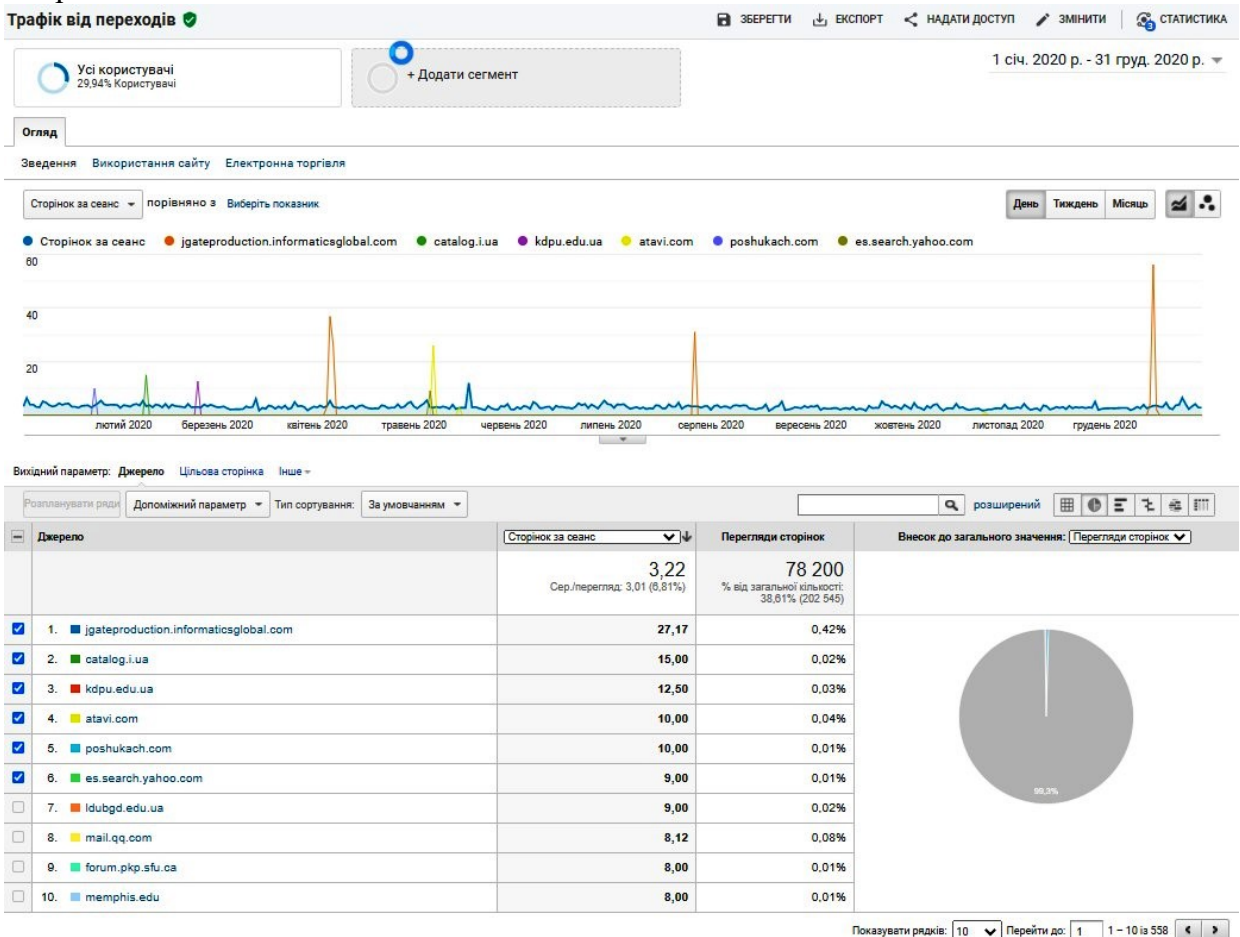 Трафік від переходів
ЗБЕРЕГТИ ЕКСПОРТ НАДАТИ ДОСТУП ЗМІНИТИ 3 СТАТИСТИКА
Усі користувачі
29,94% Користувачі
+ Додати сегмент
1 січ. 2020 р. - 31 груд. 2020 р.
Огляд
Зведення Використання сайту Електронна торгівля
Сторінок за сеанс порівняно з Виберіть показник
День Тиждень Місяць
Сторінок за сеанс jgateproduction.informaticsglobal.com catalog.i.ua kdpu.edu.ua atavi.com poshukach.com es.search.yahoo.com
60
40
20
лютий 2020 березень 2020 квітень 2020 травень 2020 червень 2020 липень 2020 серпень 2020 вересень 2020 жовтень 2020 листопад 2020 грудень 2020
Вихідний параметр: Джерело Цільова сторінка Інше
Розпланувати ряди Допоміжний параметр Тип сортування: За умовчанням розширений
Джерело Сторінок за сеанс Перегляди сторінок Внесок до загального значення: Перегляди сторінок
3,22 78 200
Сер./перегляд: 3,01 (6,81%) % від загальної кількості:
38,61% (202 545)
1. jgateproduction.informaticsglobal.com 27,17 0,42%
2. catalog.i.ua 15,00 0,02%
3. kdpu.edu.ua 12,50 0,03%
4. atavi.com 10,00 0,04%
5. poshukach.com 10,00 0,01%
6. es.search.yahoo.com 9,00 0,01%
7. ldubgd.edu.ua 9,00 0,02%
8. mail.qq.com 8,12 0,08%
9. forum.pkp.sfu.ca 8,00 0,01%
10. memphis.edu 8,00 0,01%
99,3%
Показувати рядків: 10 Перейти до: 1 1 – 10 із 558